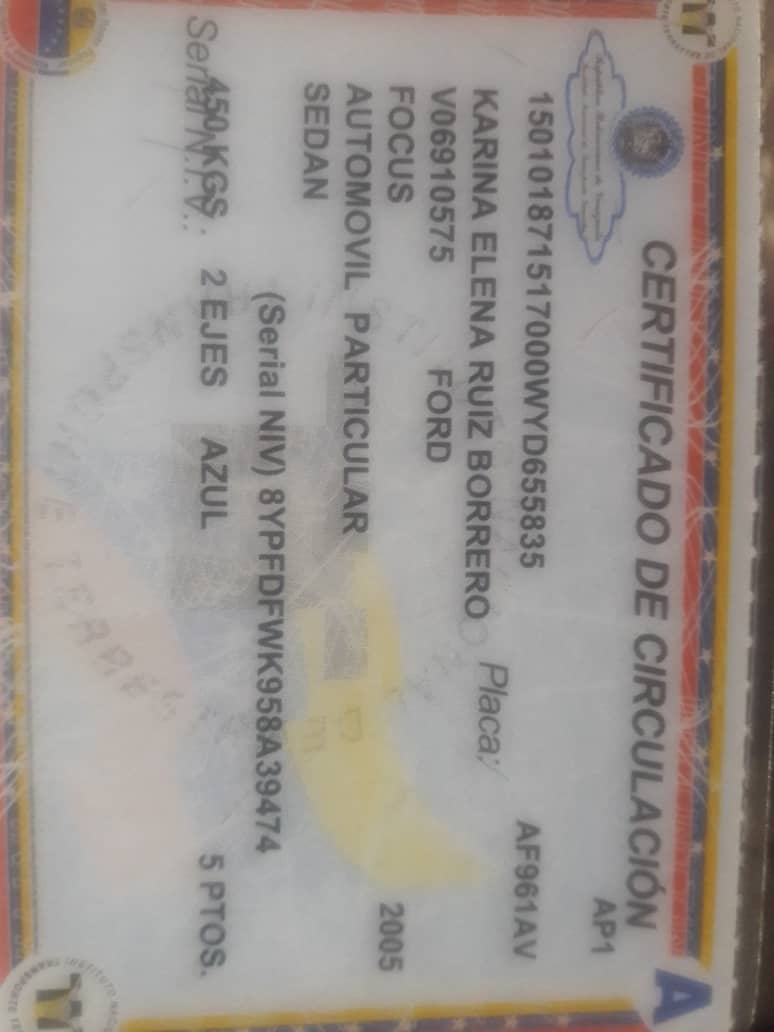 CERTIFICADO DE CIRCULACIÓN
A
AP1
150101871517000WYD655835
AF961AV
KARINA ELENA RUIZ BORRERO
Placa:
V06910575 FORD
FOCUS 2005
AUTOMOVIL PARTICULAR
SEDAN
(Serial NIV) 8YPFDFWK958A39474
450 KGS. 2 EJES AZUL 5 PTOS.
Serial N.I.V..